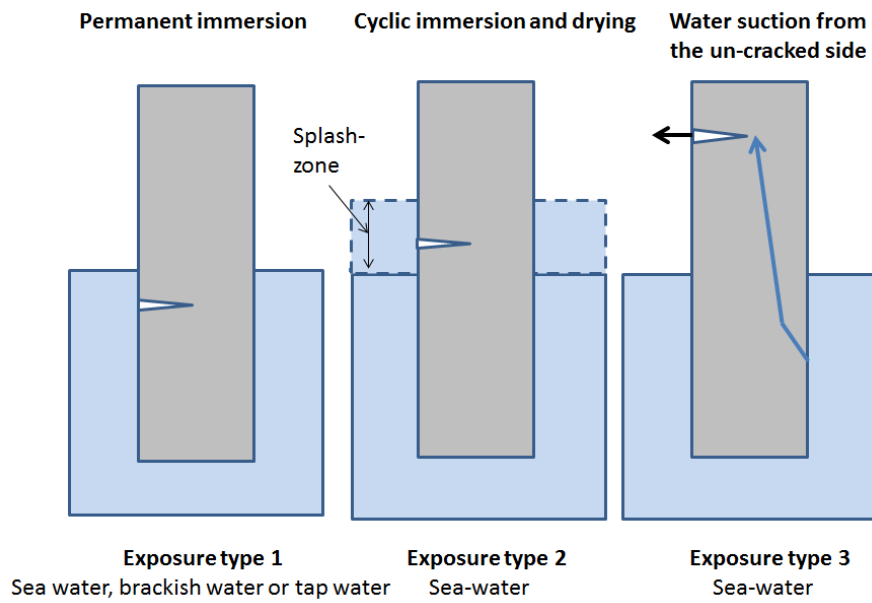 Permanent immersion
Cyclic immersion and drying
Water suction from
the un-cracked side
Splash-
zone
Exposure type 1
Sea water, brackish water or tap water
Exposure type 2
Sea-water
Exposure type 3
Sea-water